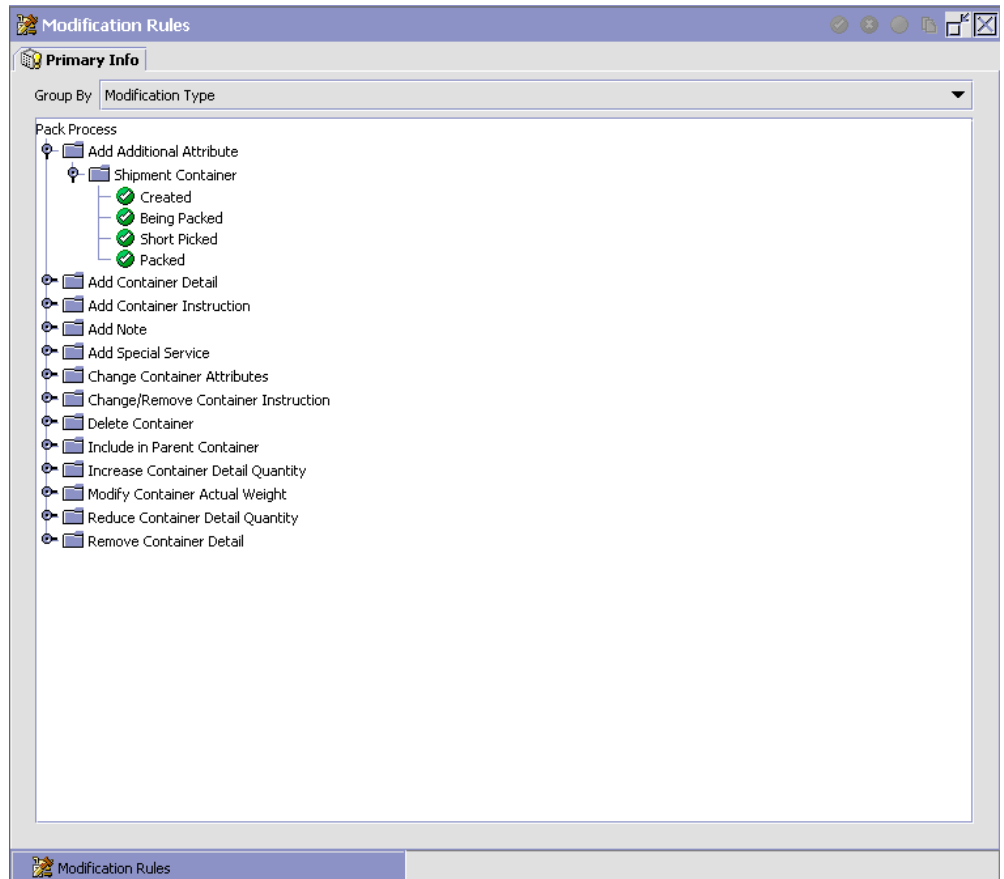 Modification Rules
Primary Info
Group By Modification Type
Pack Process
Add Additional Attribute
Shipment Container
Created
Being Packed
Short Picked
Packed
Add Container Detail
Add Container Instruction
Add Note
Add Special Service
Change Container Attributes
Change/Remove Container Instruction
Delete Container
Include in Parent Container
Increase Container Detail Quantity
Modify Container Actual Weight
Reduce Container Detail Quantity
Remove Container Detail
Modification Rules